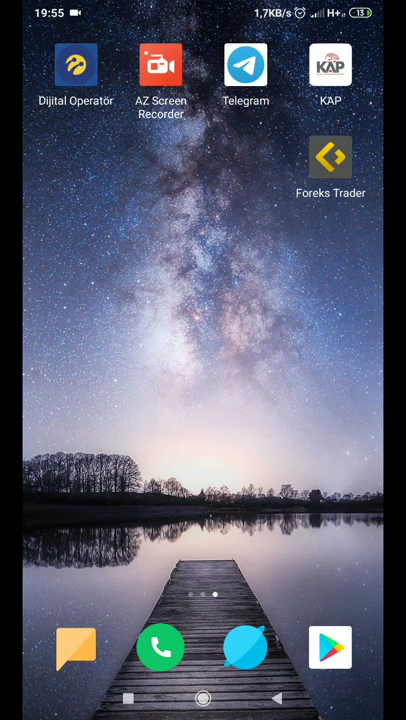 19:55
1,7KB/s H+ 13
Dijital Operatör
AZ Screen
Recorder
Telegram
KAP
KAP
Foreks Trader